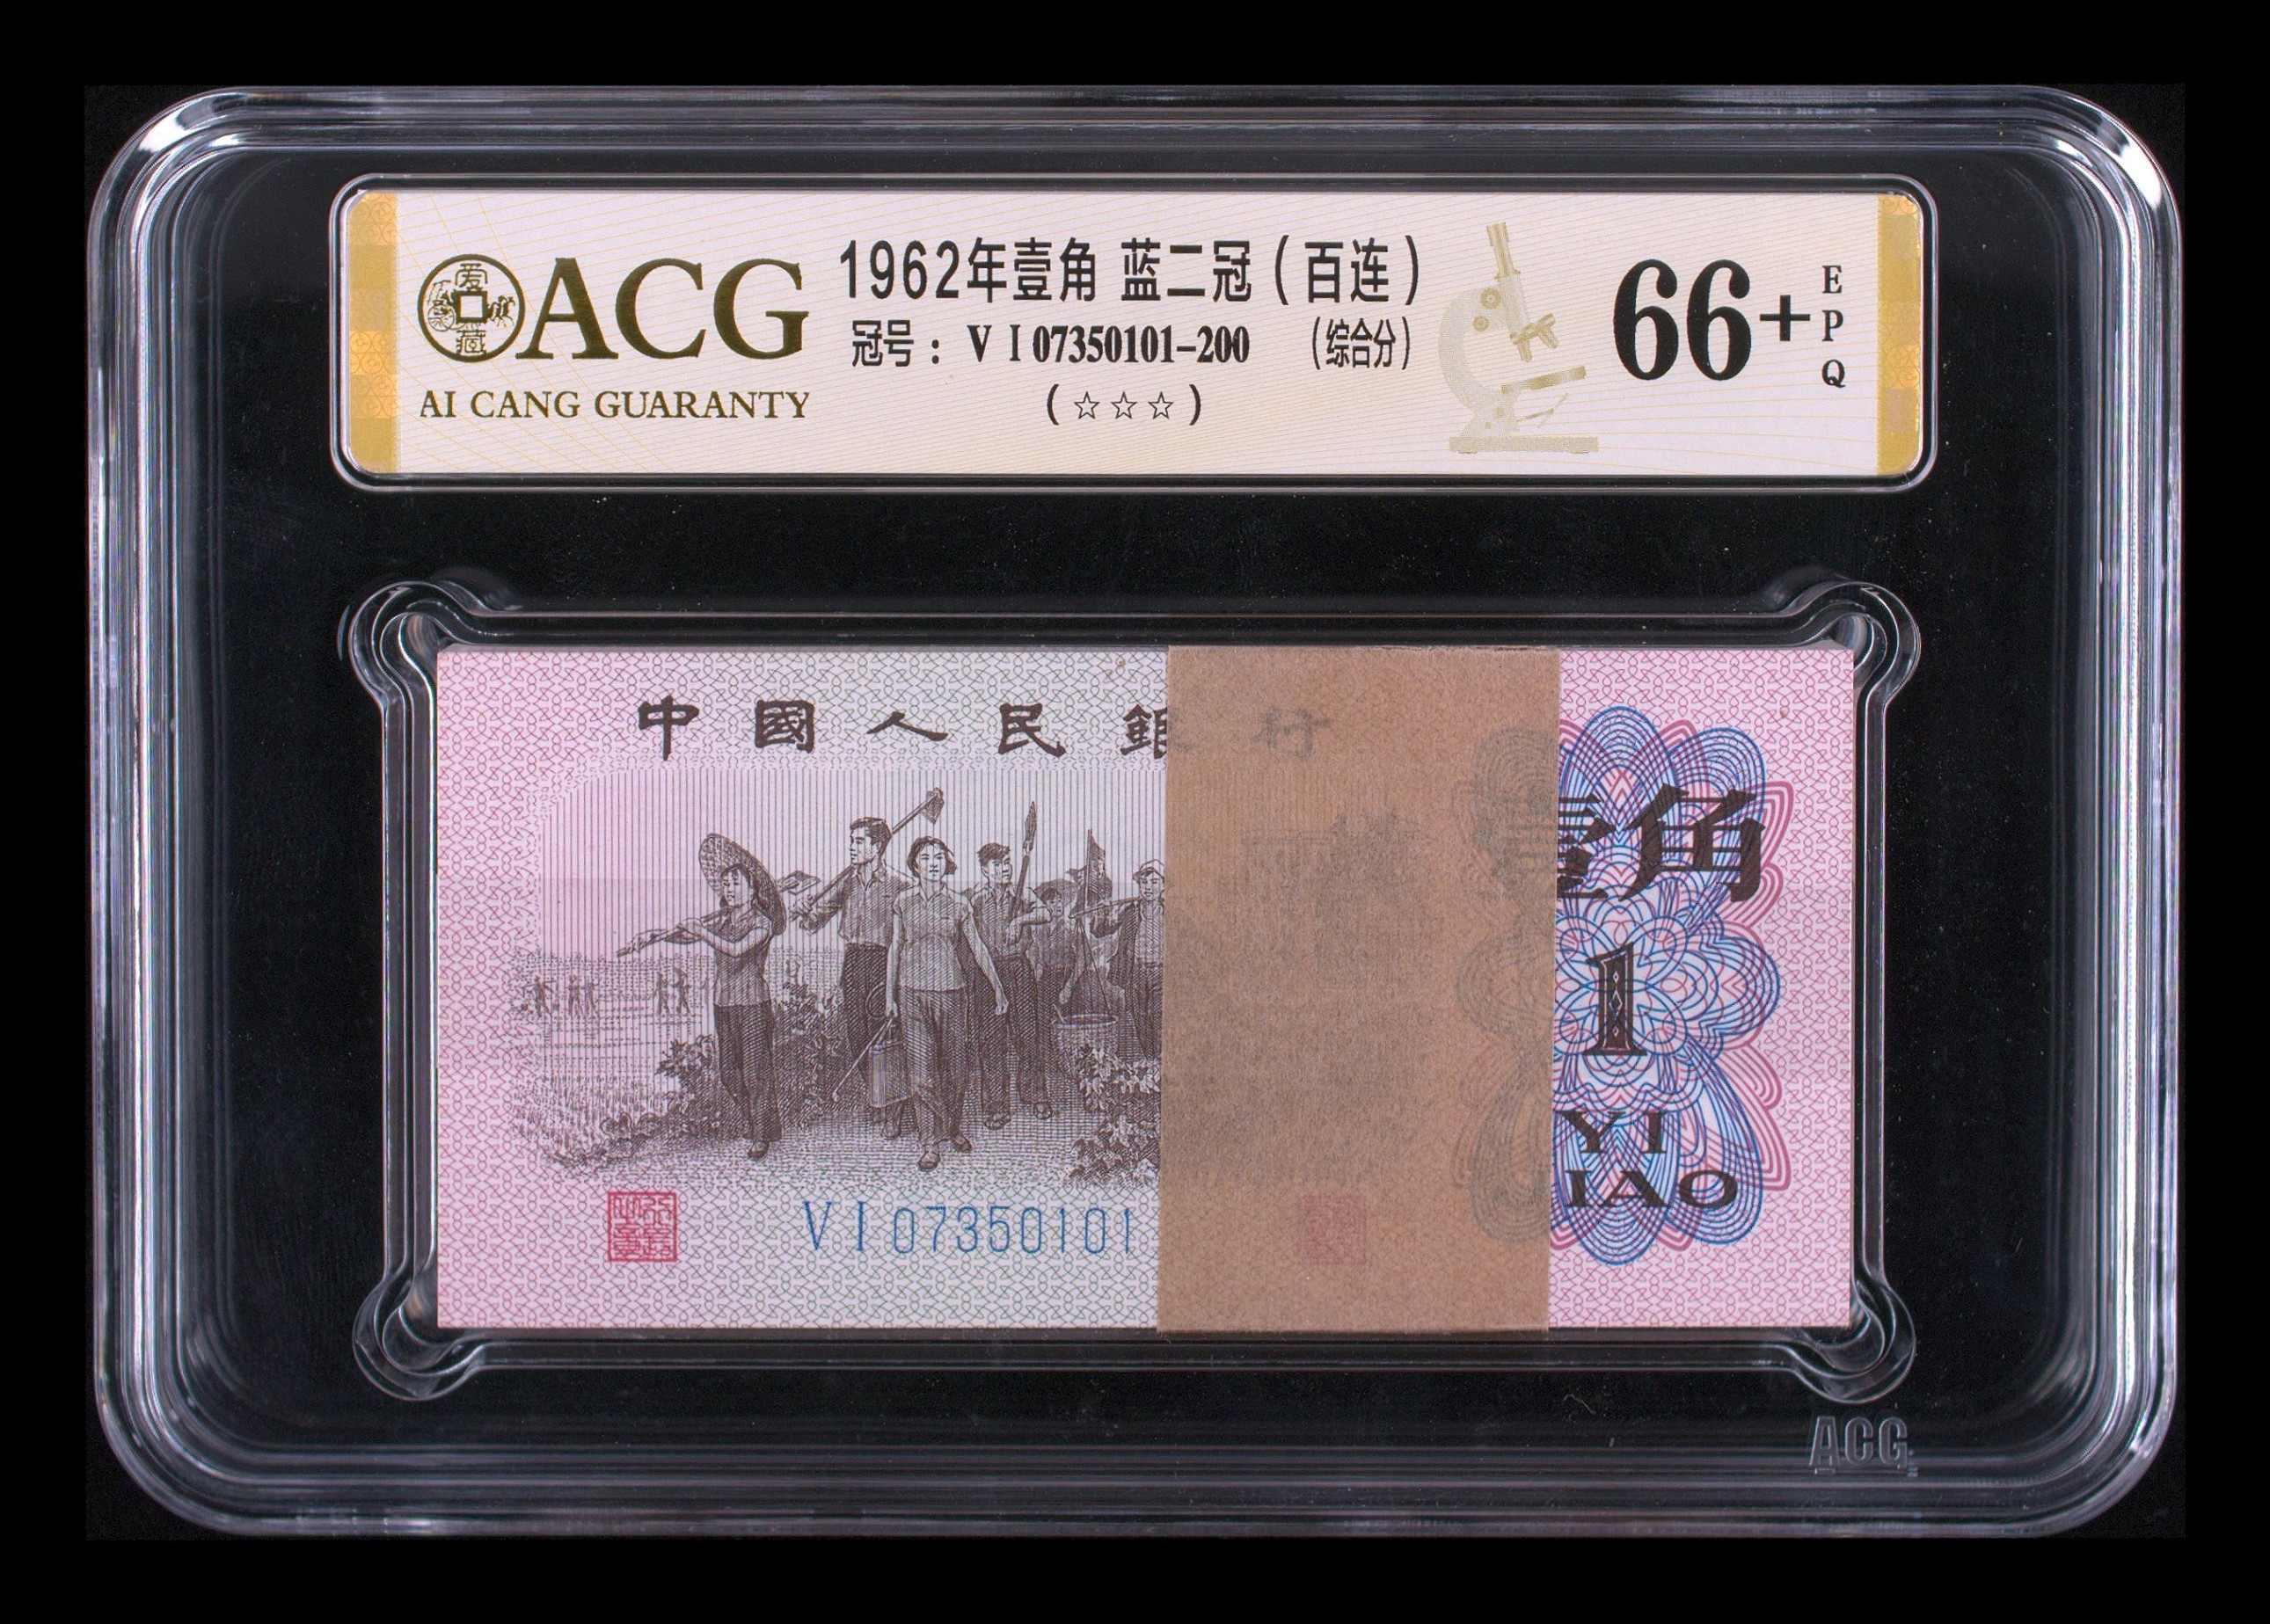 ACG
AI CANG GUARANTY
1962年壹角 蓝二冠（百连）
冠号：V I 07350101-200 （综合分）
（☆☆☆）
66+
EPQ
中國人民銀行
壹角
1
YI
JIAO
V I 07350101
ACG